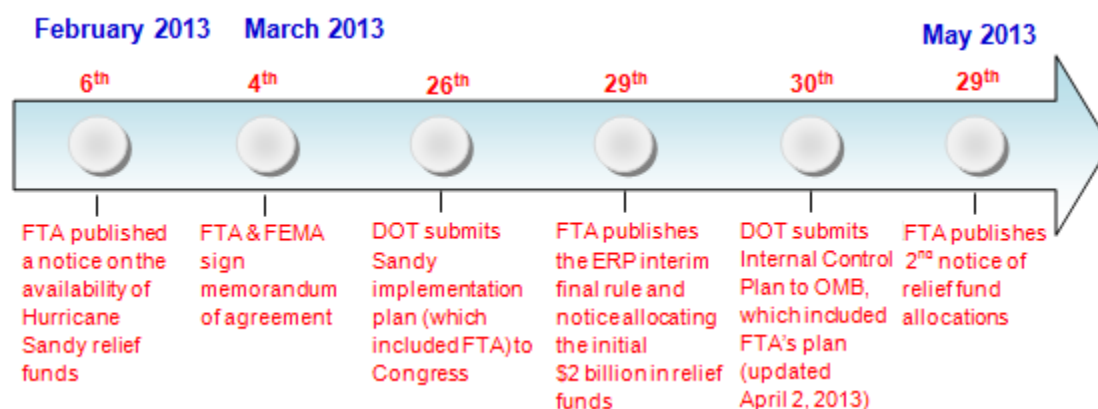 February 2013
March 2013
May 2013
6th
4th
26th
29th
30th
29th
FTA published
a notice on the
availability of
Hurricane
Sandy relief
funds
FTA & FEMA
sign
memorandum
of agreement
DOT submits
Sandy
implementation
plan (which
included FTA) to
Congress
FTA publishes
the ERP interim
final rule and
notice allocating
the initial
$2 billion in relief
funds
DOT submits
Internal Control
Plan to OMB,
which included
FTA's plan
(updated
April 2, 2013)
FTA publishes
2nd notice of
relief fund
allocations